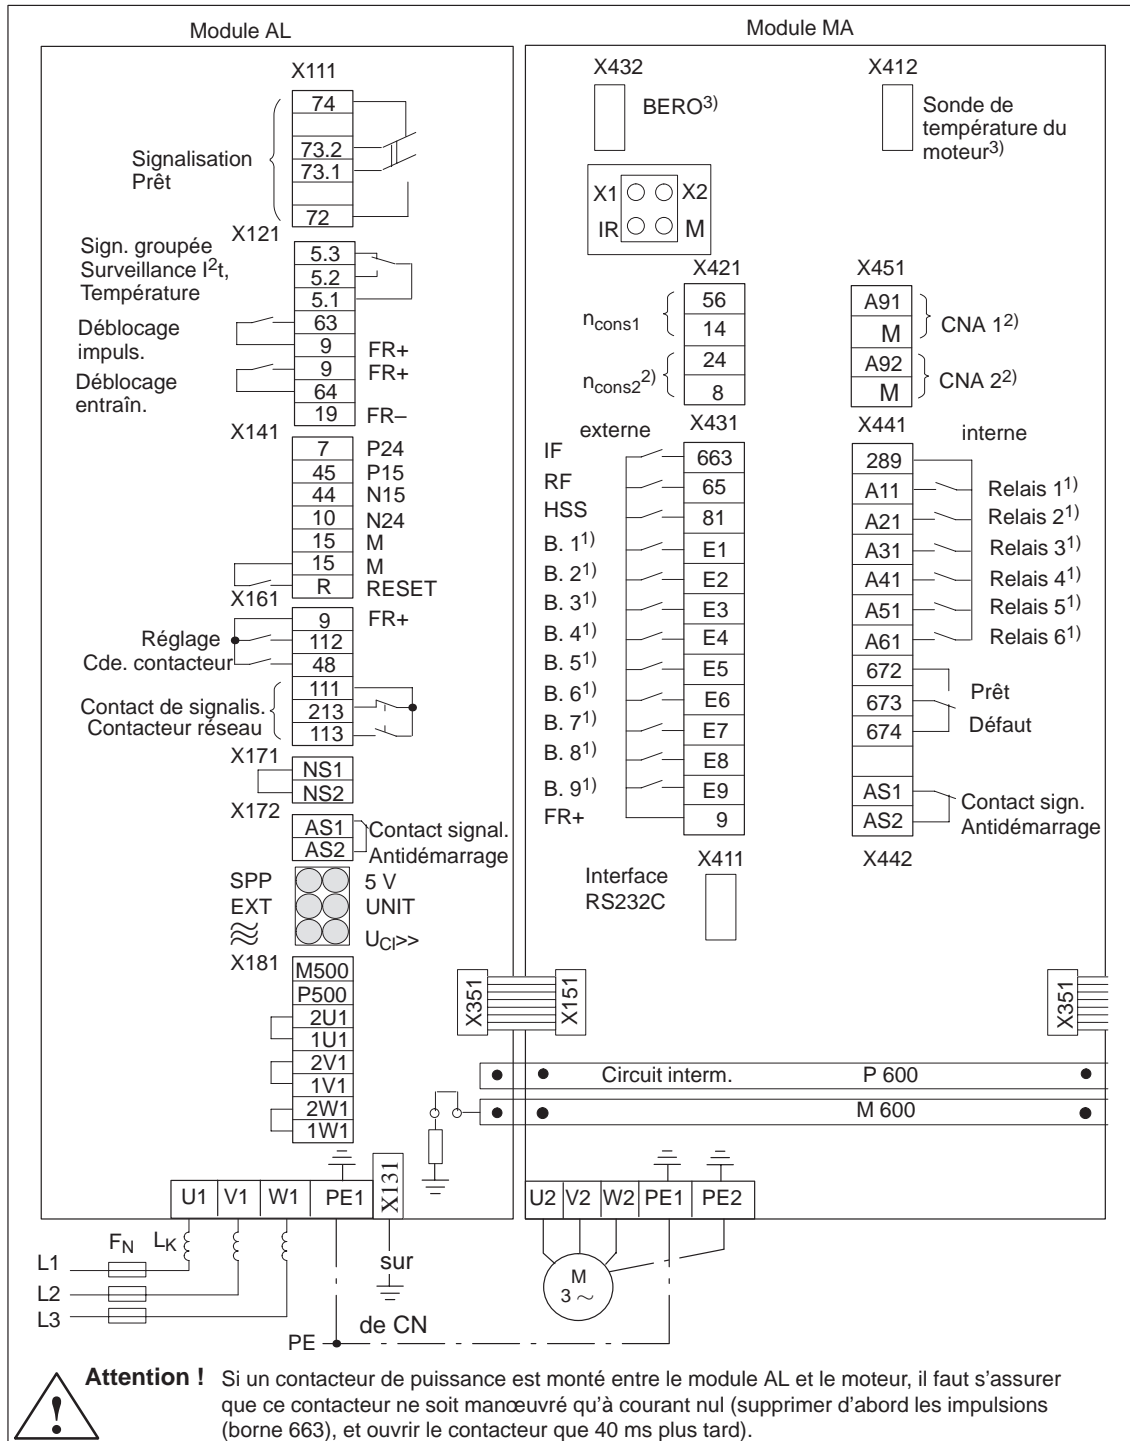 Module AL
X111
74
73.2
73.1
72
Signalisation
Prêt
X121
Sign. groupée
Surveillance I2t,
Température
5.3
5.2
5.1
63
9 FR+
9 FR+
64
19 FR–
Déblocage
impuls.
Déblocage
entraîn.
X141
7 P24
45 P15
44 N15
10 N24
15 M
15 M
R RESET
X161
9 FR+
112
48
111
213
113
Réglage
Cde. contacteur
Contact de signalis.
Contacteur réseau
X171
NS1
NS2
X172
AS1
AS2
Contact signal.
Antidémarrage
SPP 5 V
EXT UNIT
UCI>>
X181
M500
P500
2U1
1U1
2V1
1V1
2W1
1W1
X351
X151
U1 V1 W1 PE1 X131
FN LK
L1
L2
L3
PE
sur
de CN
Module MA
X432
BERO3)
X412
Sonde de
température du
moteur3)
X1 X2
IR M
X421
ncons1
56
14
ncons22)
24
8
X451
A91
M
CNA 12)
A92
M
CNA 22)
X431
externe
IF 663
RF 65
HSS 81
B. 11) E1
B. 21) E2
B. 31) E3
B. 41) E4
B. 51) E5
B. 61) E6
B. 71) E7
B. 81) E8
B. 91) E9
FR+ 9
X441
interne
289
A11 Relais 11)
A21 Relais 21)
A31 Relais 31)
A41 Relais 41)
A51 Relais 51)
A61 Relais 61)
672
673
674
Prêt
Défaut
AS1
AS2
Contact sign.
Antidémarrage
X442
X411
Interface
RS232C
X351
Circuit interm. P 600
M 600
U2 V2 W2 PE1 PE2
M
3 ~
Attention ! Si un contacteur de puissance est monté entre le module AL et le moteur, il faut s'assurer
que ce contacteur ne soit manœuvré qu'à courant nul (supprimer d'abord les impulsions
(borne 663), et ouvrir le contacteur que 40 ms plus tard).